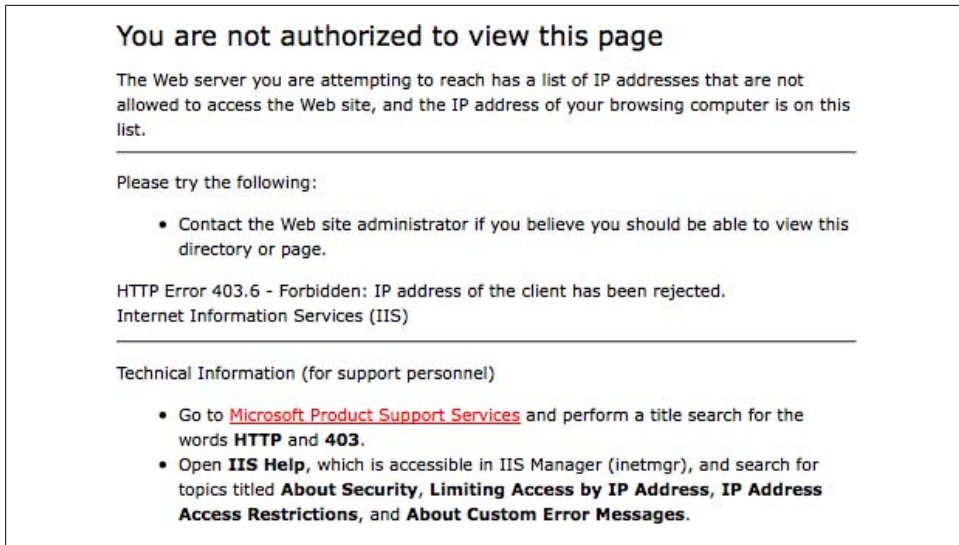 You are not authorized to view this page
The Web server you are attempting to reach has a list of IP addresses that are not
allowed to access the Web site, and the IP address of your browsing computer is on this
list.
Please try the following:
• Contact the Web site administrator if you believe you should be able to view this
directory or page.
HTTP Error 403.6 - Forbidden: IP address of the client has been rejected.
Internet Information Services (IIS)
Technical Information (for support personnel)
• Go to Microsoft Product Support Services and perform a title search for the
words HTTP and 403.
• Open IIS Help, which is accessible in IIS Manager (inetmgr), and search for
topics titled About Security, Limiting Access by IP Address, IP Address
Access Restrictions, and About Custom Error Messages.